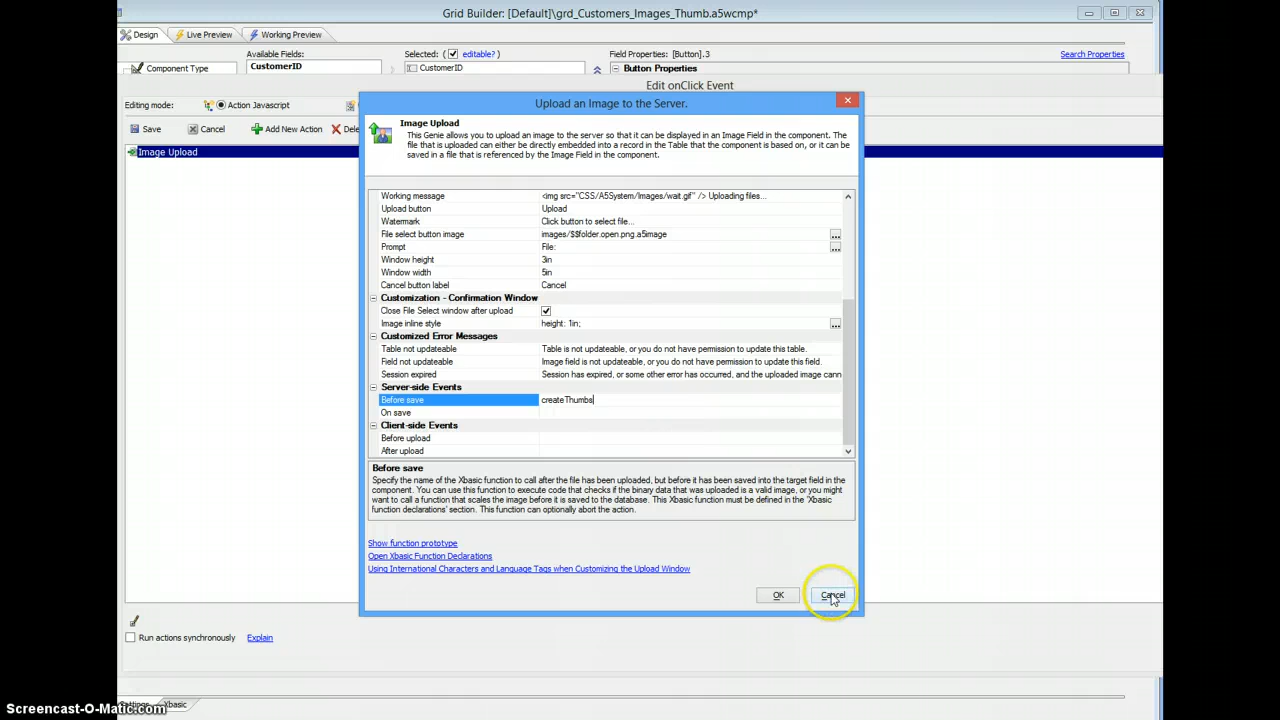 Grid Builder: [Default]\grd_Customers_Images_Thumb.a5wcmp*
Design
Live Preview
Working Preview
Available Fields:
Selected: ( editable? )
Field Properties: [Button].3
Search Properties
Component Type
CustomerID
CustomerID
Button Properties
Edit onClick Event
Editing mode:
Action Javascript
Save
Cancel
Add New Action
Dele
Image Upload
Upload an Image to the Server.
Image Upload
This Genie allows you to upload an image to the server so that it can be displayed in an Image Field in the component. The
file that is uploaded can either be directly embedded into a record in the Table that the component is based on, or it can be
saved in a file that is referenced by the Image Field in the component.
Working message <img src="CSS/A5System/Images/wait.gif" /> Uploading files...
Upload button Upload
Watermark Click button to select file...
File select button image images/$$folder.open.png.a5image
Prompt File:
Window height 3in
Window width 5in
Cancel button label Cancel
Customization - Confirmation Window
Close File Select window after upload
Image inline style height: 1in;
Customized Error Messages
Table not updateable Table is not updateable, or you do not have permission to update this table.
Field not updateable Image field is not updateable, or you do not have permission to update this field.
Session expired Session has expired, or some other error has occurred, and the uploaded image cann
Server-side Events
Before save createThumbs
On save
Client-side Events
Before upload
After upload
Before save
Specify the name of the Xbasic function to call after the file has been uploaded, but before it has been saved into the target field in the
component. You can use this function to execute code that checks if the binary data that was uploaded is a valid image, or you might
want to call a function that scales the image before it is saved to the database. This Xbasic function must be defined in the 'Xbasic
function declarations' section. This function can optionally abort the action.
Show function prototype
Open Xbasic Function Declarations
Using International Characters and Language Tags when Customizing the Upload Window
OK
Cancel
Run actions synchronously
Explain
Xbasic
Screencast-O-Matic.com